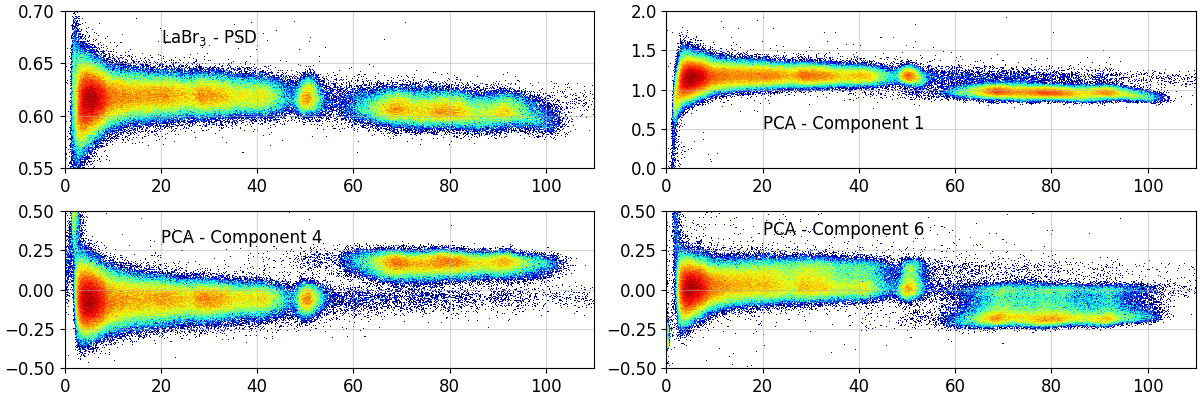 0.70
0.65
0.60
0.55
LaBr₃ - PSD
0 20 40 60 80 100
2.0
1.5
1.0
0.5
0.0
PCA - Component 1
0 20 40 60 80 100
0.50
0.25
0.00
−0.25
−0.50
PCA - Component 4
0 20 40 60 80 100
0.50
0.25
0.00
−0.25
−0.50
PCA - Component 6
0 20 40 60 80 100